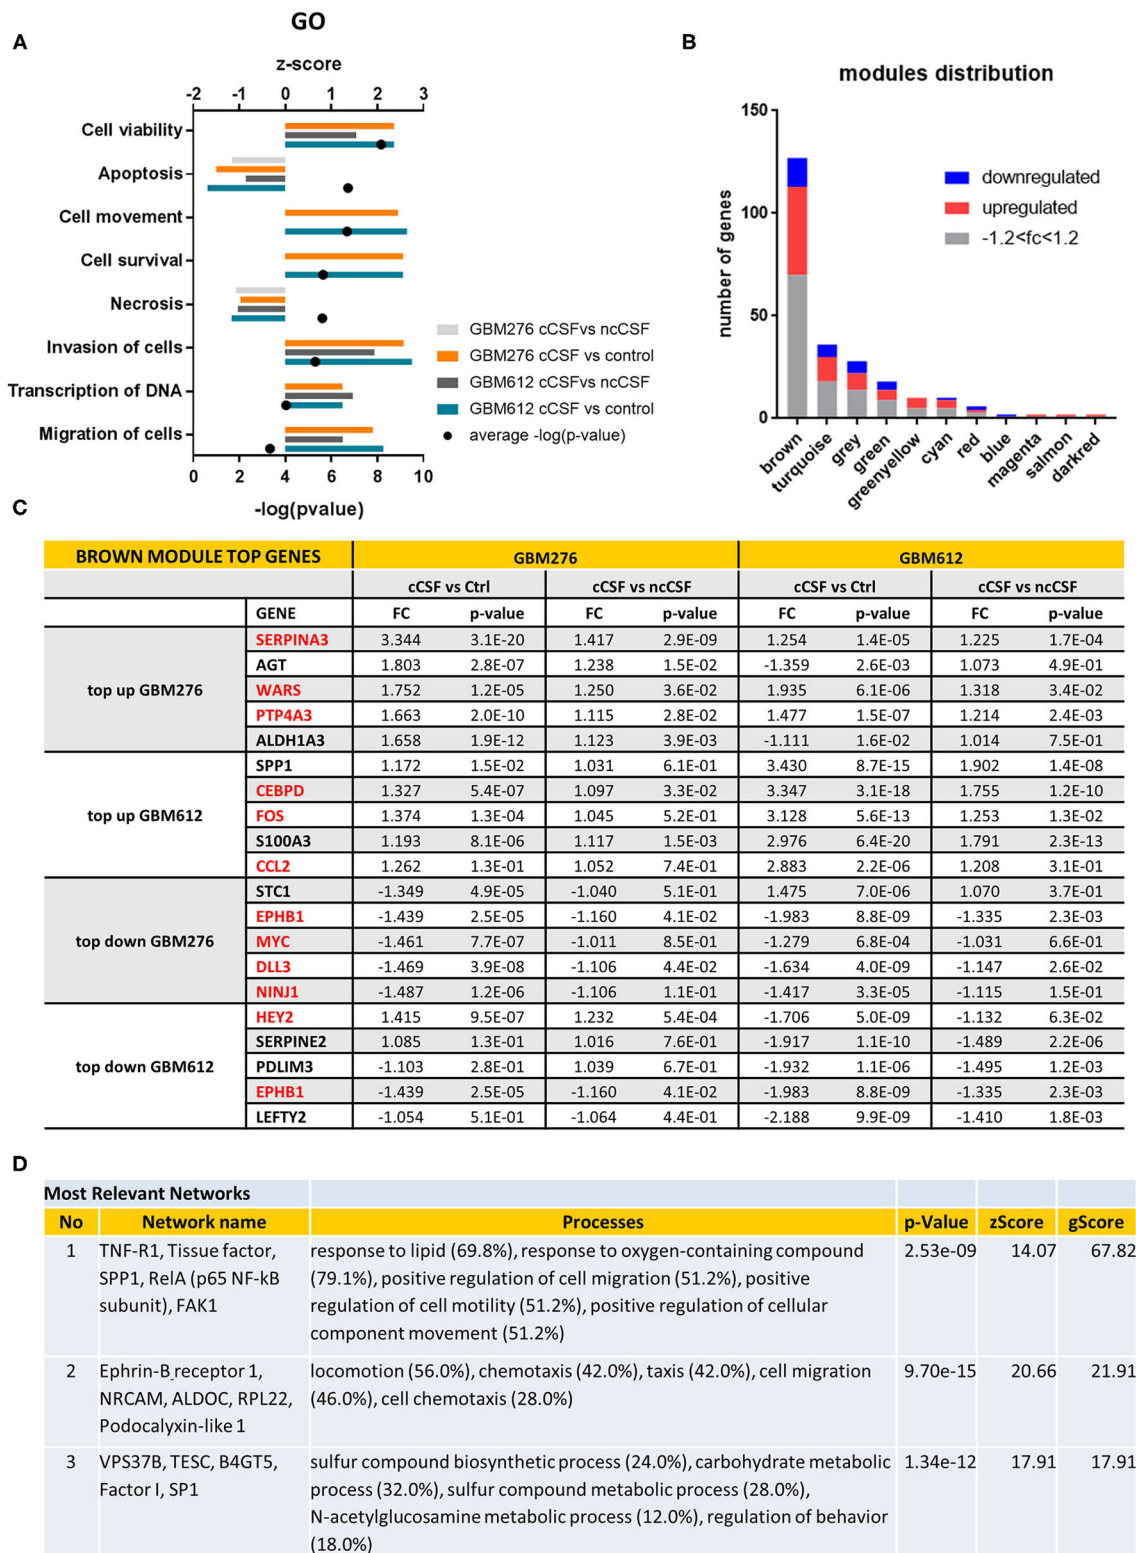 GO
A
z-score
-2 -1 0 1 2 3
Cell viability
Apoptosis
Cell movement
Cell survival
Necrosis
Invasion of cells
Transcription of DNA
Migration of cells
0 2 4 6 8 10
-log(pvalue)
GBM276 cCSFvs ncCSF
GBM276 cCSF vs control
GBM612 cCSFvs ncCSF
GBM612 cCSF vs control
average -log(p-value)
B
modules distribution
number of genes
150
100
50
0
downregulated
upregulated
-1.2<fc<1.2
brown
turquoise
grey
green
greenyellow
cyan
red
blue
magenta
salmon
darkred
C
BROWN MODULE TOP GENES GBM276 GBM612
cCSF vs Ctrl cCSF vs ncCSF cCSF vs Ctrl cCSF vs ncCSF
GENE FC p-value FC p-value FC p-value FC p-value
top up GBM276
SERPINA3 3.344 3.1E-20 1.417 2.9E-09 1.254 1.4E-05 1.225 1.7E-04
AGT 1.803 2.8E-07 1.238 1.5E-02 -1.359 2.6E-03 1.073 4.9E-01
WARS 1.752 1.2E-05 1.250 3.6E-02 1.935 6.1E-06 1.318 3.4E-02
PTP4A3 1.663 2.0E-10 1.115 2.8E-02 1.477 1.5E-07 1.214 2.4E-03
ALDH1A3 1.658 1.9E-12 1.123 3.9E-03 -1.111 1.6E-02 1.014 7.5E-01
top up GBM612
SPP1 1.172 1.5E-02 1.031 6.1E-01 3.430 8.7E-15 1.902 1.4E-08
CEBPD 1.327 5.4E-07 1.097 3.3E-02 3.347 3.1E-18 1.755 1.2E-10
FOS 1.374 1.3E-04 1.045 5.2E-01 3.128 5.6E-13 1.253 1.3E-02
S100A3 1.193 8.1E-06 1.117 1.5E-03 2.976 6.4E-20 1.791 2.3E-13
CCL2 1.262 1.3E-01 1.052 7.4E-01 2.883 2.2E-06 1.208 3.1E-01
top down GBM276
STC1 -1.349 4.9E-05 -1.040 5.1E-01 1.475 7.0E-06 1.070 3.7E-01
EPHB1 -1.439 2.5E-05 -1.160 4.1E-02 -1.983 8.8E-09 -1.335 2.3E-03
MYC -1.461 7.7E-07 -1.011 8.5E-01 -1.279 6.8E-04 -1.031 6.6E-01
DLL3 -1.469 3.9E-08 -1.106 4.4E-02 -1.634 4.0E-09 -1.147 2.6E-02
NINJ1 -1.487 1.2E-06 -1.106 1.1E-01 -1.417 3.3E-05 -1.115 1.5E-01
top down GBM612
HEY2 1.415 9.5E-07 1.232 5.4E-04 -1.706 5.0E-09 -1.132 6.3E-02
SERPINE2 1.085 1.3E-01 1.016 7.6E-01 -1.917 1.1E-10 -1.489 2.2E-06
PDLIM3 -1.103 2.8E-01 1.039 6.7E-01 -1.932 1.1E-06 -1.495 1.2E-03
EPHB1 -1.439 2.5E-05 -1.160 4.1E-02 -1.983 8.8E-09 -1.335 2.3E-03
LEFTY2 -1.054 5.1E-01 -1.064 4.4E-01 -2.188 9.9E-09 -1.410 1.8E-03
D
Most Relevant Networks
No Network name Processes p-Value zScore gScore
1 TNF-R1, Tissue factor, response to lipid (69.8%), response to oxygen-containing compound 2.53e-09 14.07 67.82
SPP1, RelA (p65 NF-kB (79.1%), positive regulation of cell migration (51.2%), positive
subunit), FAK1 regulation of cell motility (51.2%), positive regulation of cellular
component movement (51.2%)
2 Ephrin-B receptor 1, locomotion (56.0%), chemotaxis (42.0%), taxis (42.0%), cell migration 9.70e-15 20.66 21.91
NRCAM, ALDOC, RPL22, (46.0%), cell chemotaxis (28.0%)
Podocalyxin-like 1
3 VPS37B, TESC, B4GT5, sulfur compound biosynthetic process (24.0%), carbohydrate metabolic 1.34e-12 17.91 17.91
Factor I, SP1 process (32.0%), sulfur compound metabolic process (28.0%),
N-acetylglucosamine metabolic process (12.0%), regulation of behavior
(18.0%)